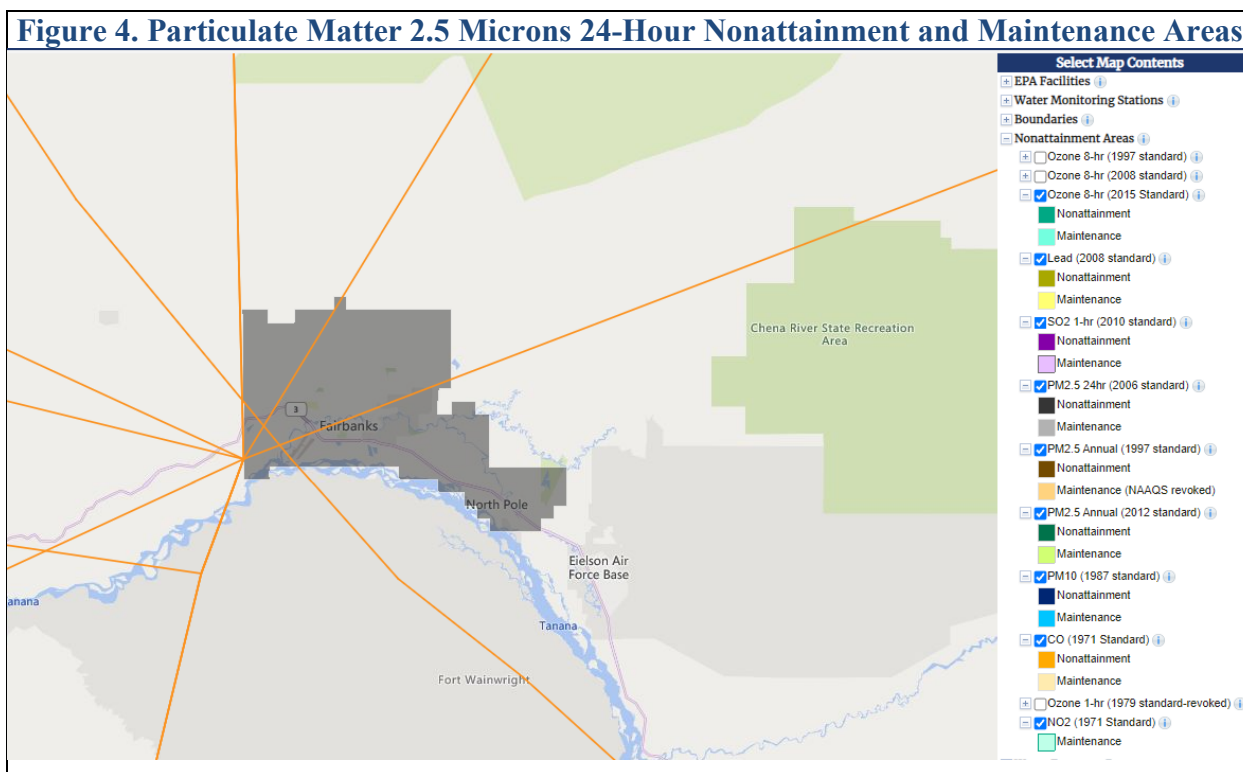 Figure 4. Particulate Matter 2.5 Microns 24-Hour Nonattainment and Maintenance Areas
Select Map Contents
EPA Facilities
Water Monitoring Stations
Boundaries
Nonattainment Areas
Ozone 8-hr (1997 standard)
Ozone 8-hr (2008 standard)
Ozone 8-hr (2015 Standard)
Nonattainment
Maintenance
Lead (2008 standard)
Nonattainment
Maintenance
SO2 1-hr (2010 standard)
Nonattainment
Maintenance
PM2.5 24hr (2006 standard)
Nonattainment
Maintenance
PM2.5 Annual (1997 standard)
Nonattainment
Maintenance (NAAQS revoked)
PM2.5 Annual (2012 standard)
Nonattainment
Maintenance
PM10 (1987 standard)
Nonattainment
Maintenance
CO (1971 Standard)
Nonattainment
Maintenance
Ozone 1-hr (1979 standard-revoked)
NO2 (1971 Standard)
Maintenance
Chena River State Recreation
Area
3
Fairbanks
North Pole
Eielson Air
Force Base
anana
Tanana
Fort Wainwright